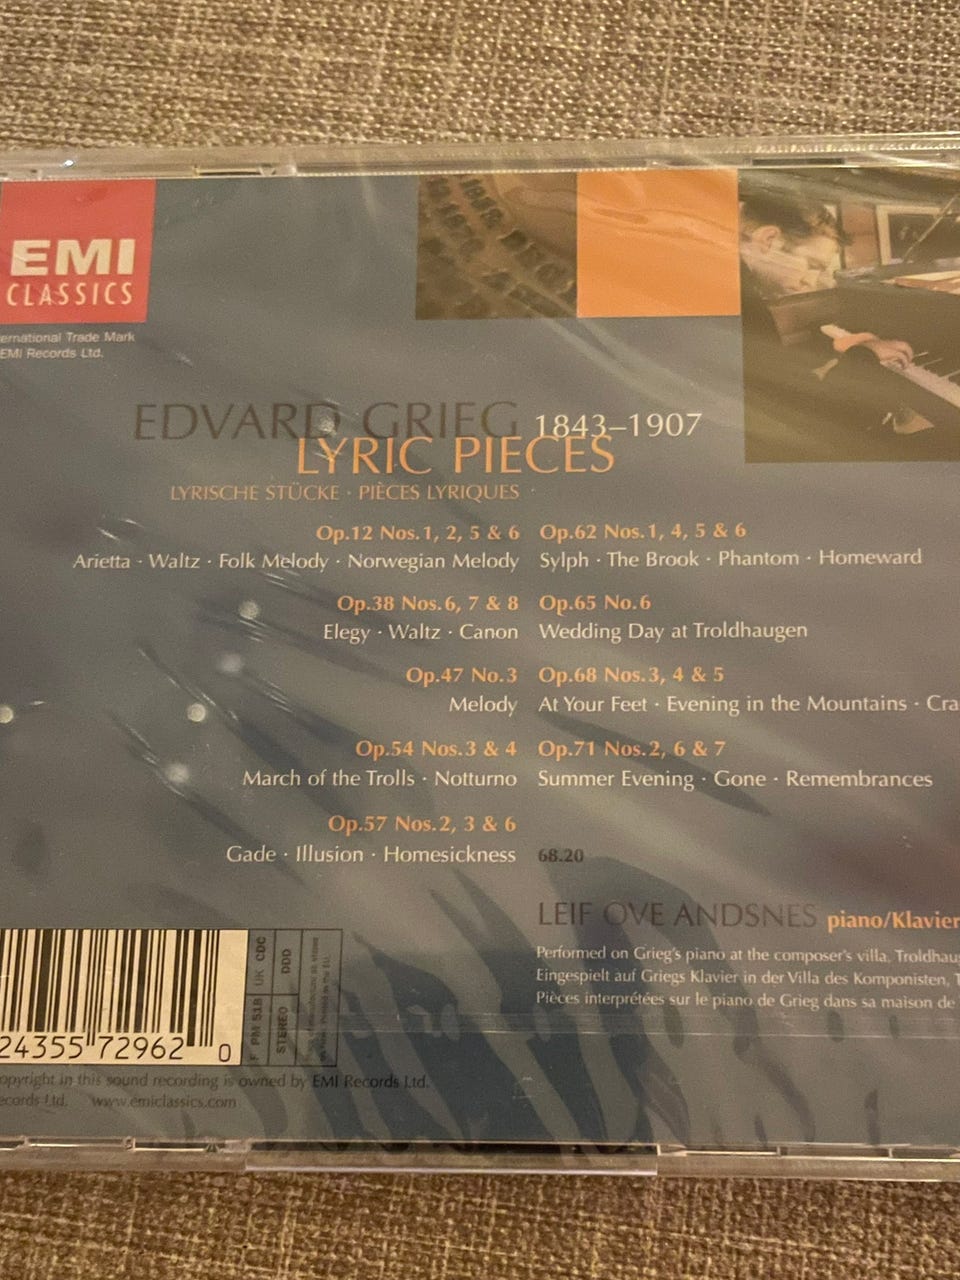 EMI
CLASSICS
ernational Trade Mark
EMI Records Ltd.
EDVARD GRIEG 1843–1907
LYRIC PIECES
LYRISCHE STÜCKE · PIÈCES LYRIQUES
Op.12 Nos.1, 2, 5 & 6
Arietta · Waltz · Folk Melody · Norwegian Melody
Op.38 Nos.6, 7 & 8
Elegy · Waltz · Canon
Op.47 No.3
Melody
Op.54 Nos.3 & 4
March of the Trolls · Notturno
Op.57 Nos.2, 3 & 6
Gade · Illusion · Homesickness
Op.62 Nos.1, 4, 5 & 6
Sylph · The Brook · Phantom · Homeward
Op.65 No.6
Wedding Day at Troldhaugen
Op.68 Nos.3, 4 & 5
At Your Feet · Evening in the Mountains · Cra
Op.71 Nos.2, 6 & 7
Summer Evening · Gone · Remembrances
68.20
LEIF OVE ANDSNES piano/Klavier
Performed on Grieg's piano at the composer's villa, Troldhau
Eingespielt auf Griegs Klavier in der Villa des Komponisten, T
Pièces interprétées sur le piano de Grieg dans sa maison de
24355 72962 0
UK CDC
F PM 518
DDD
STEREO
opyright in this sound recording is owned by EMI Records Ltd.
ecords Ltd. www.emiclassics.com